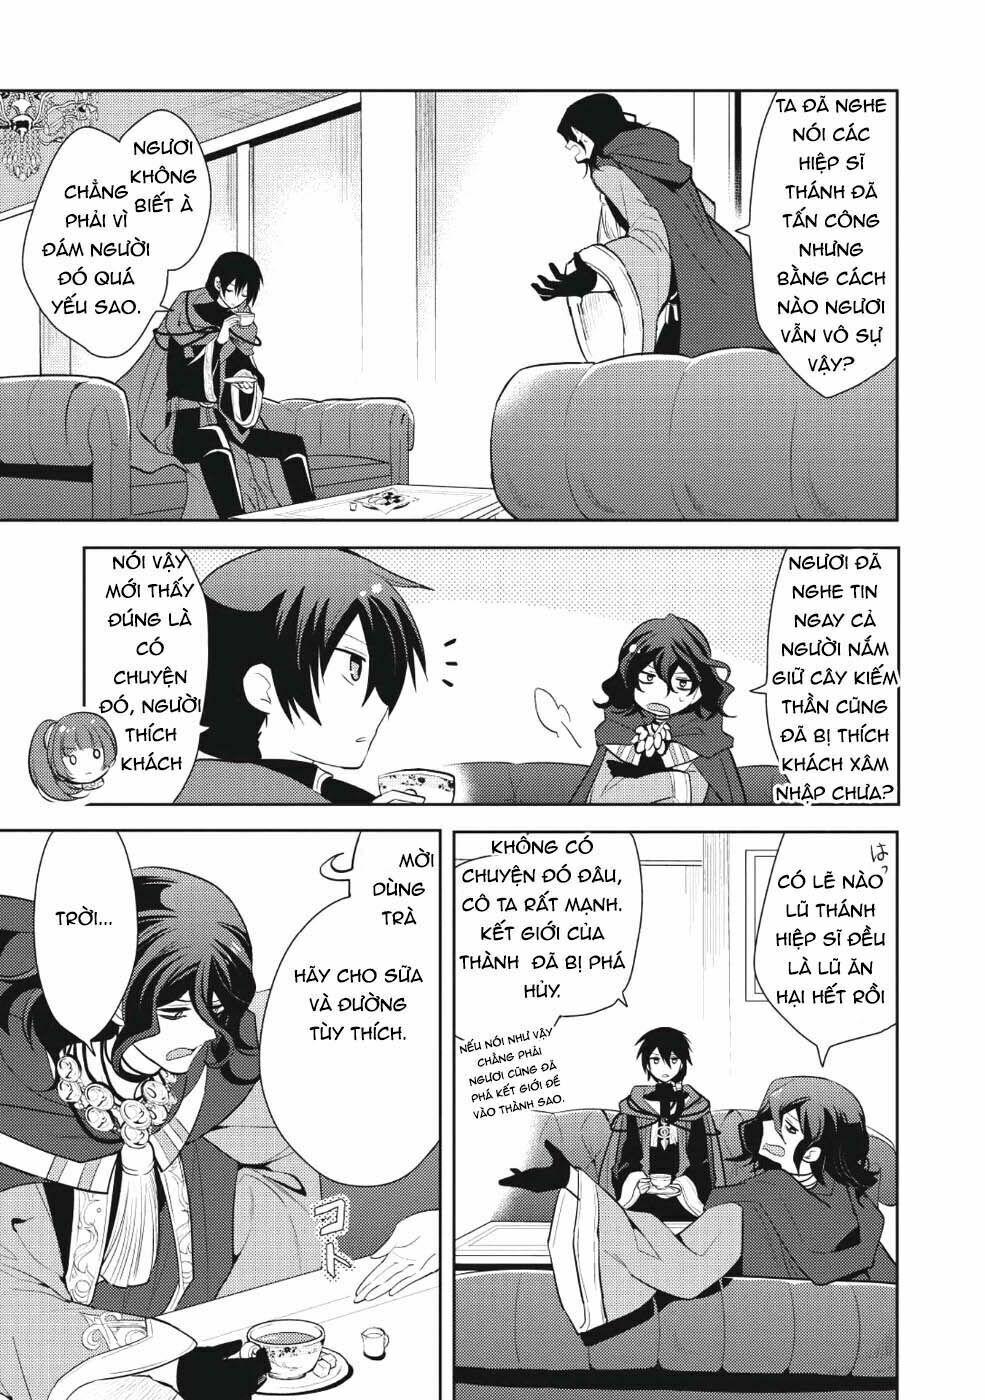 TA ĐÃ NGHE
NÓI CÁC
HIỆP SĨ
THÁNH ĐÃ
TẤN CÔNG
NHƯNG
BẰNG CÁCH
NÀO NGƯƠI
VẪN VÔ SỰ
VẬY?
NGƯƠI
KHÔNG
BIẾT À
CHẲNG
PHẢI VÌ
ĐÁM NGƯỜI
ĐÓ QUÁ
YẾU SAO.
NGƯƠI ĐÃ
NGHE TIN
NGAY CẢ
NGƯỜI NẮM
GIỮ CÂY KIẾM
THẦN CŨNG
ĐÃ BỊ THÍCH
KHÁCH XÂM
NHẬP CHƯA?
NÓI VẬY
MỚI THẤY
ĐÚNG LÀ
CÓ
CHUYỆN
ĐÓ, NGƯỜI
THÍCH
KHÁCH
はっ
CÓ LẼ NÀO
LŨ THÁNH
HIỆP SĨ ĐỀU
LÀ LŨ ĂN
HẠI HẾT RỒI
KHÔNG CÓ
CHUYỆN ĐÓ ĐÂU,
CÔ TA RẤT MẠNH.
KẾT GIỚI CỦA
THÀNH ĐÃ BỊ PHÁ
HỦY.
NẾU NÓI NHƯ VẬY
CHẲNG PHẢI
NGƯƠI CŨNG ĐÃ
PHÁ KẾT GIỚI ĐỂ
VÀO THÀNH SAO.
MỜI
DÙNG
TRÀ
HÃY CHO SỮA
VÀ ĐƯỜNG
TÙY THÍCH.
TRỜI...
コト